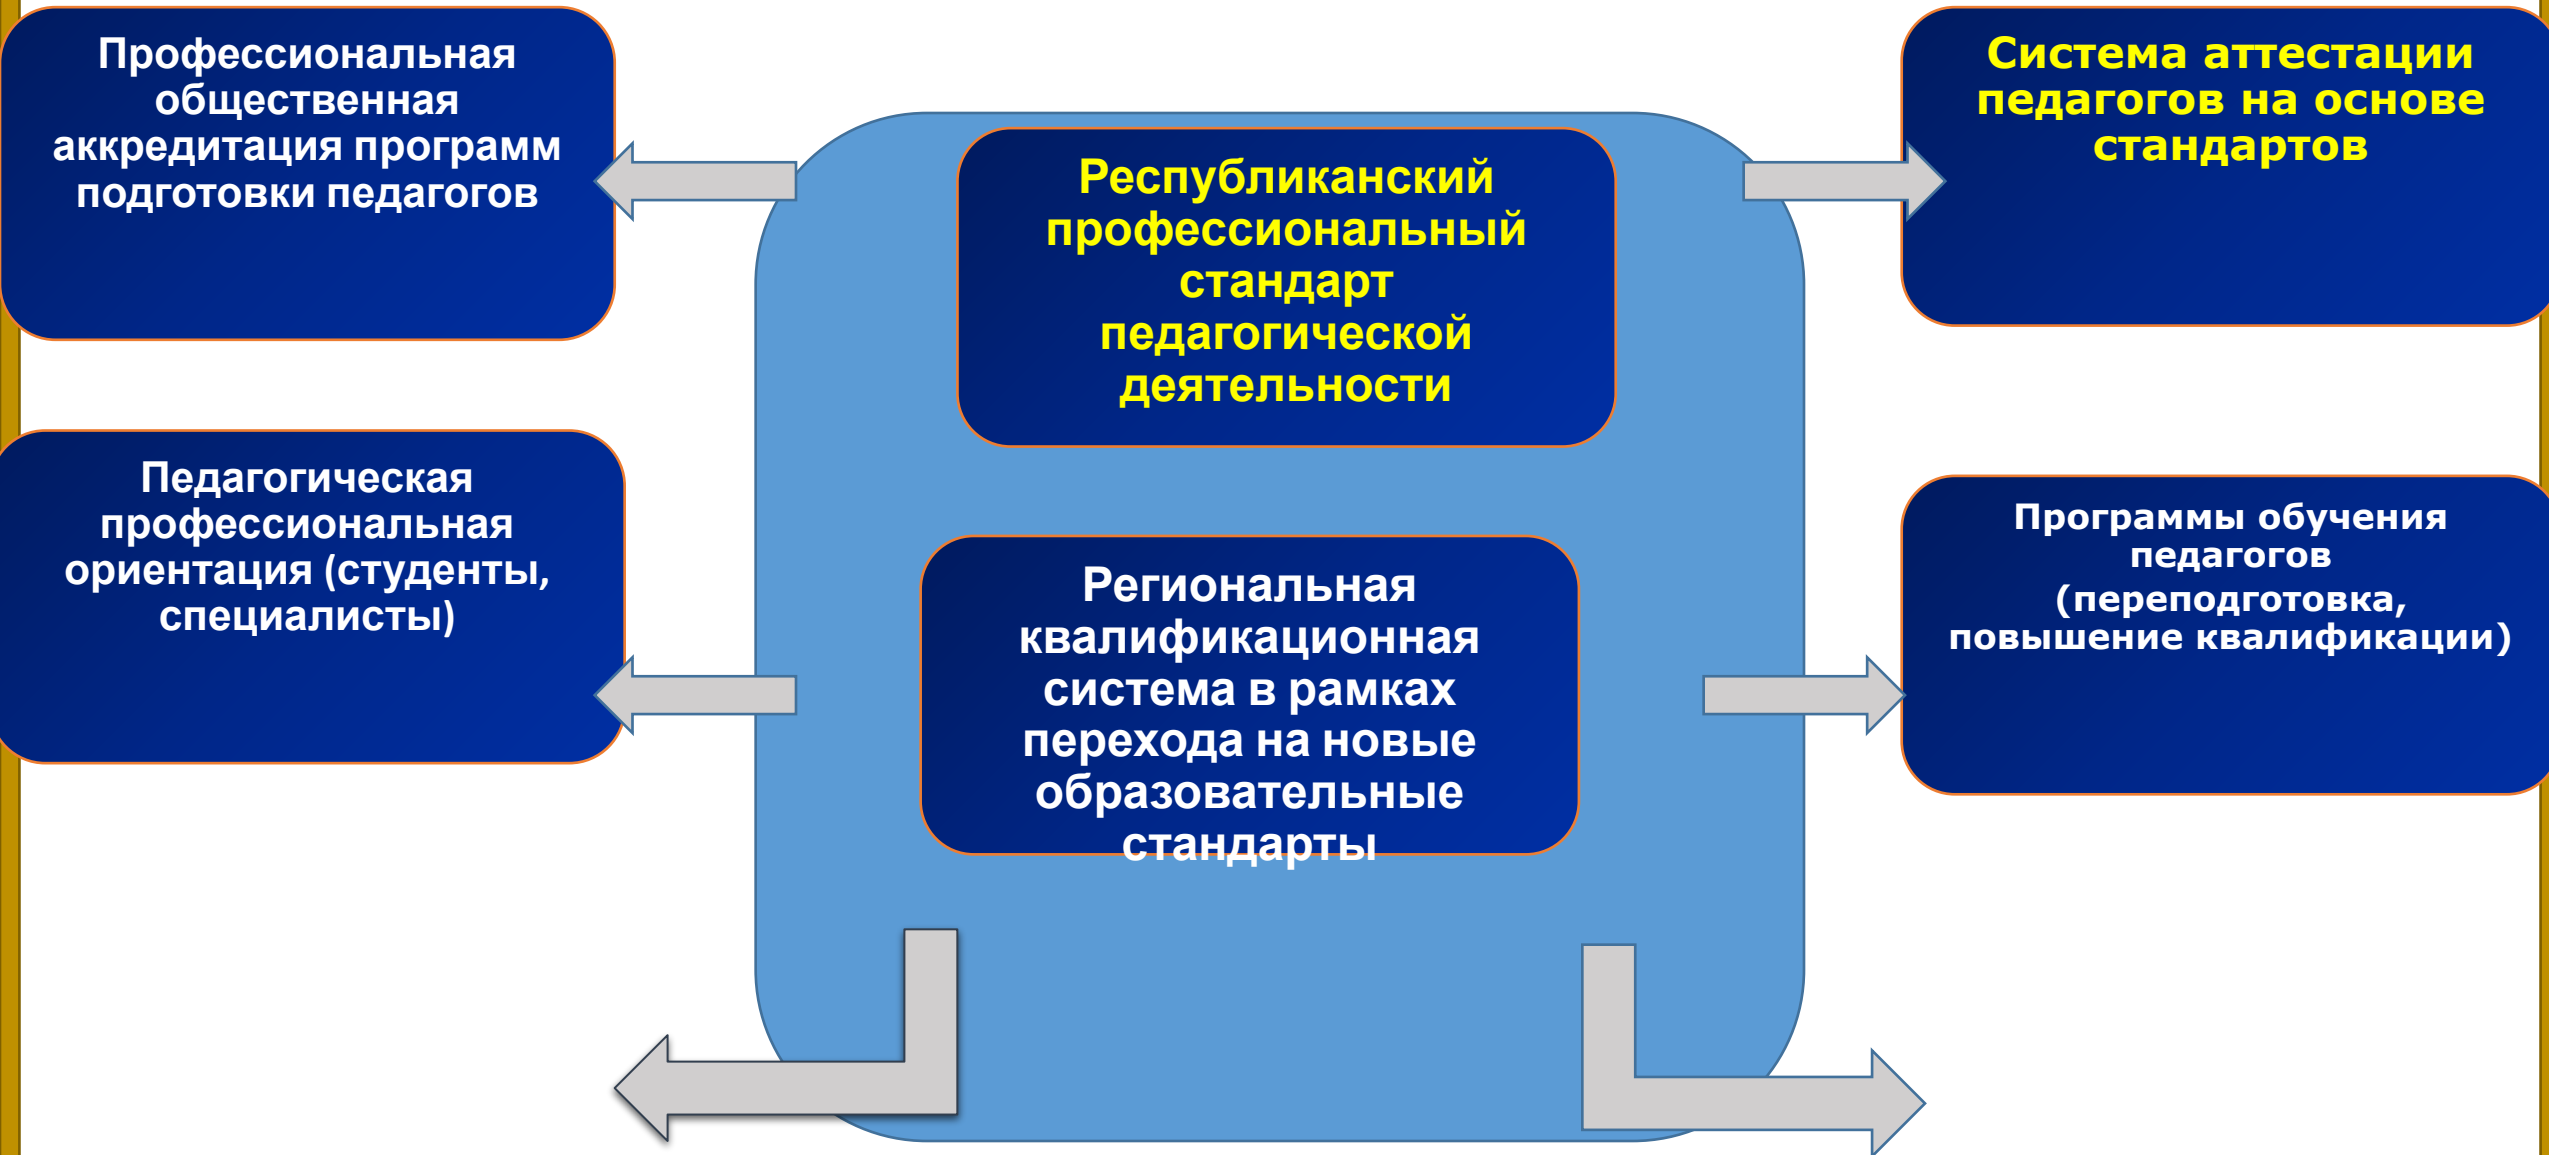 Профессиональная
общественная
аккредитация программ
подготовки педагогов
Республиканский
профессиональный
стандарт
педагогической
деятельности
Система аттестации
педагогов на основе
стандартов
Педагогическая
профессиональная
ориентация (студенты,
специалисты)
Региональная
квалификационная
система в рамках
перехода на новые
образовательные
стандарты
Программы обучения
педагогов
(переподготовка,
повышение квалификации)